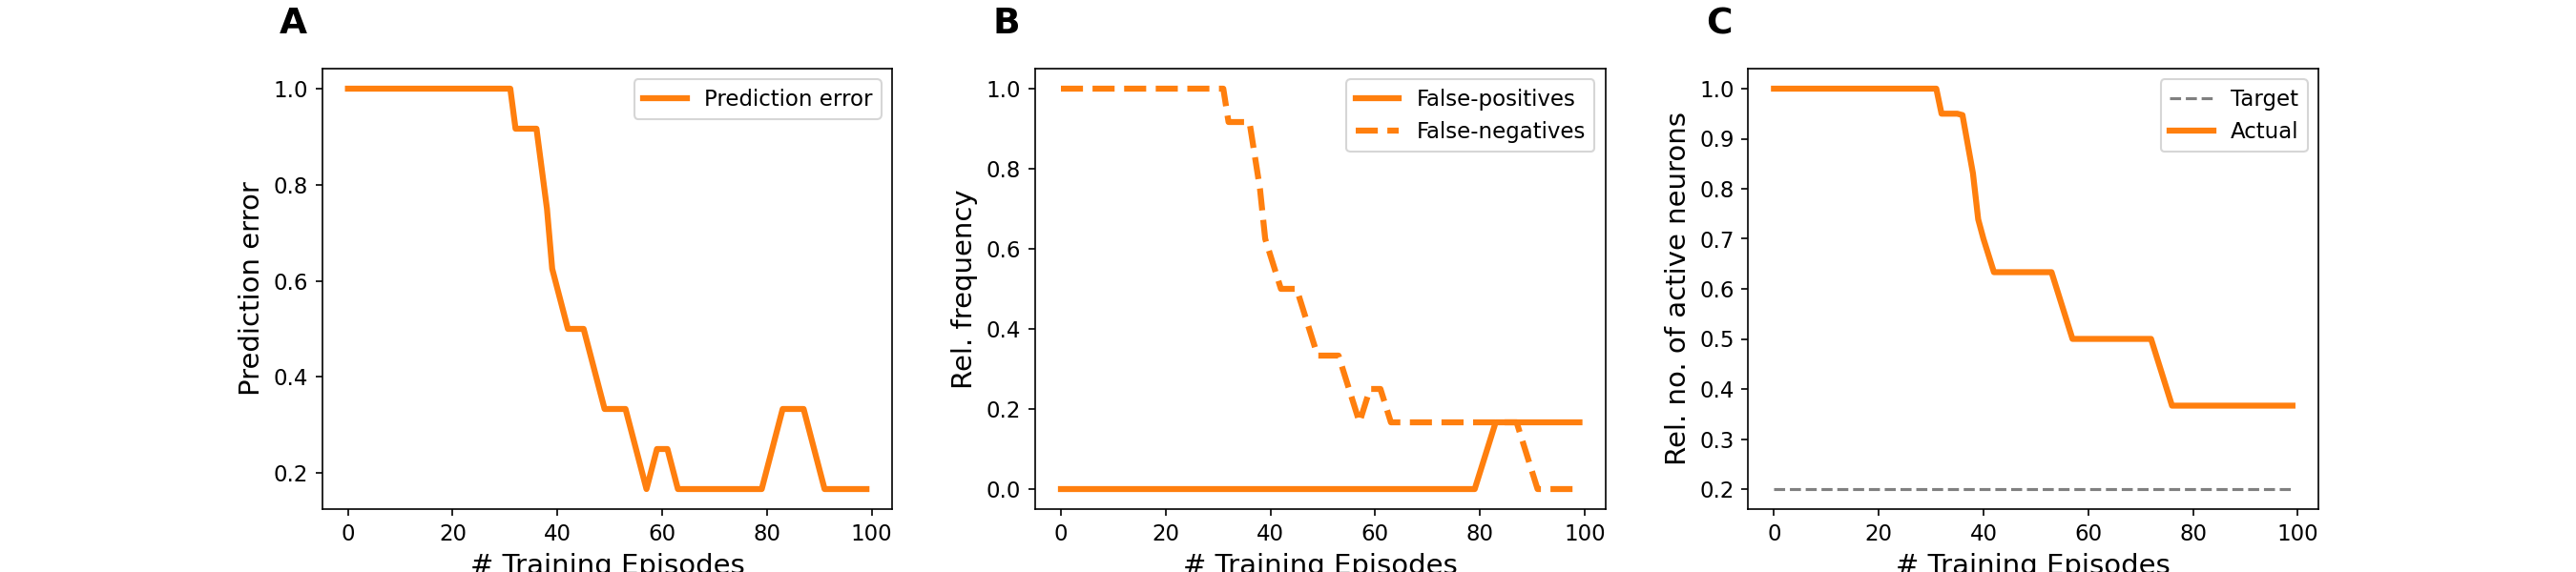 A
B
C
Prediction error
1.0
0.8
0.6
0.4
0.2
0 20 40 60 80 100
# Training Episodes
Prediction error
False-positives
False-negatives
1.0
0.8
0.6
0.4
0.2
0.0
0 20 40 60 80 100
# Training Episodes
Rel. frequency
Target
Actual
1.0
0.9
0.8
0.7
0.6
0.5
0.4
0.3
0.2
0 20 40 60 80 100
# Training Episodes
Rel. no. of active neurons